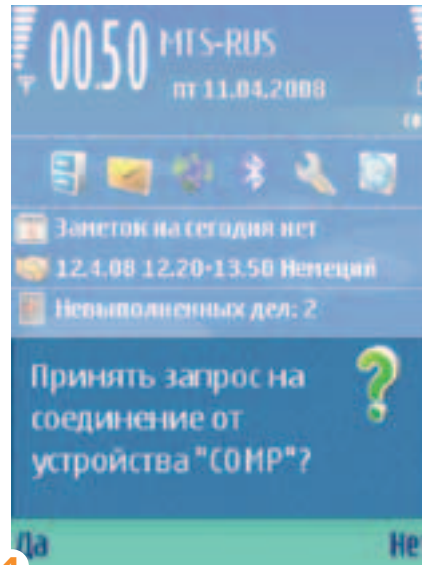 00.50 MTS-RUS
пт 11.04.2008
Заметок на сегодня нет
12.4.08 12.20-13.50 Немеций
Невыполненных дел: 2
Принять запрос на
соединение от
устройства "COMP"?
Да Не